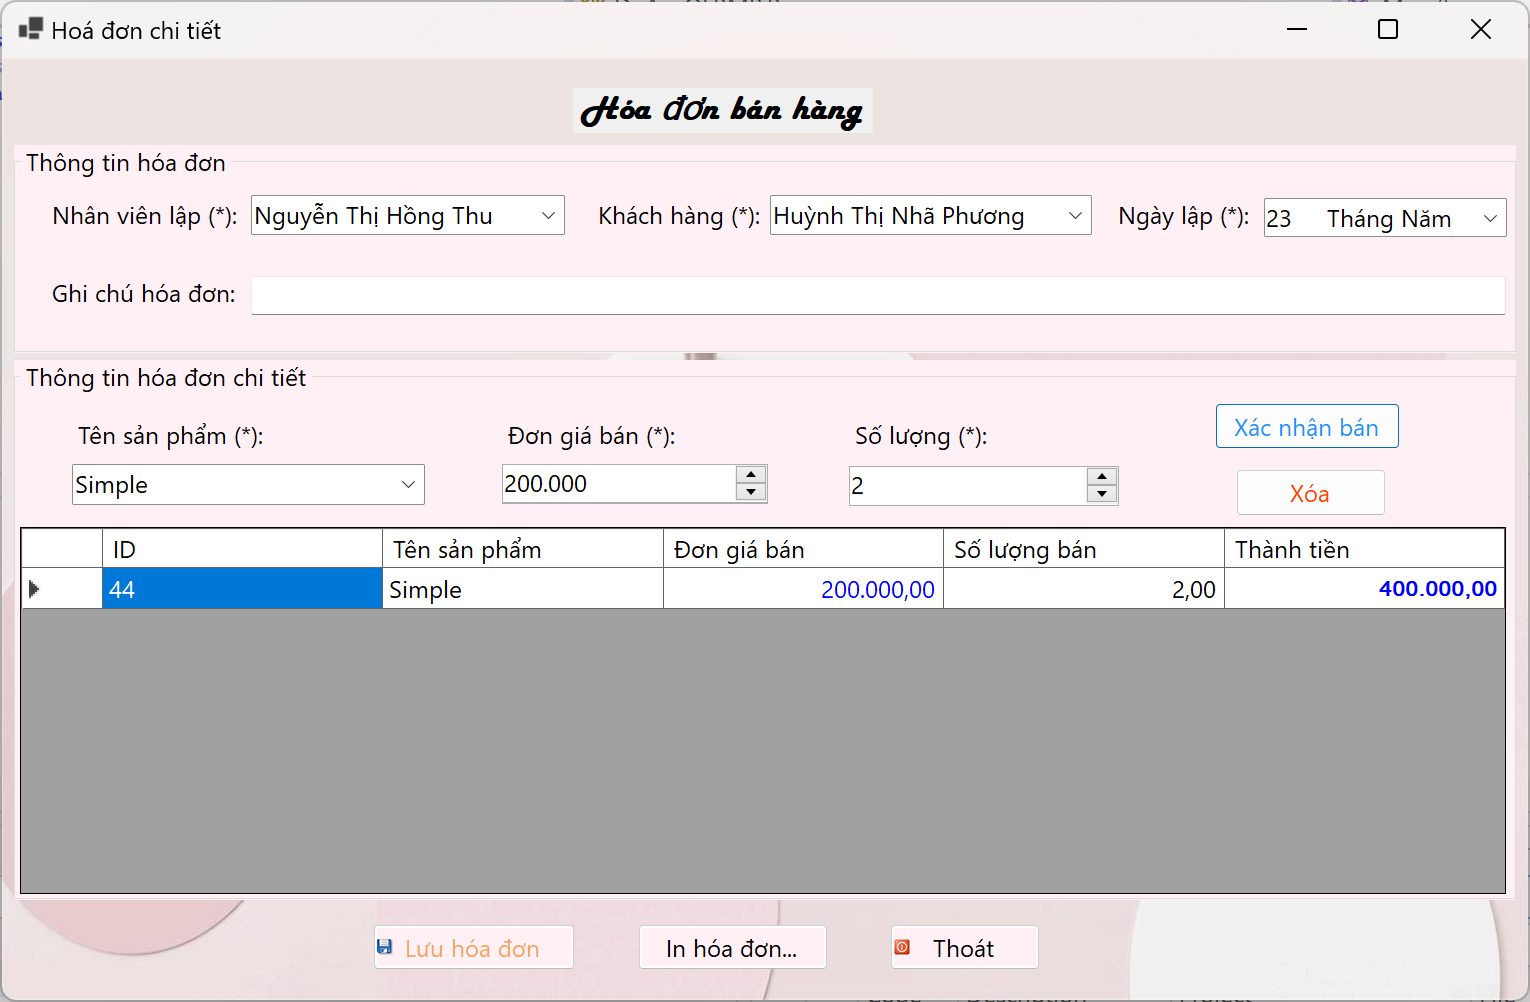 Hoá đơn chi tiết
Hóa đơn bán hàng
Thông tin hóa đơn
Nhân viên lập (*): Nguyễn Thị Hồng Thu Khách hàng (*): Huỳnh Thị Nhã Phương Ngày lập (*): 23 Tháng Năm
Ghi chú hóa đơn:
Thông tin hóa đơn chi tiết
Tên sản phẩm (*): Đơn giá bán (*): Số lượng (*): Xác nhận bán
Simple 200.000 2 Xóa
ID Tên sản phẩm Đơn giá bán Số lượng bán Thành tiền
44 Simple 200.000,00 2,00 400.000,00
Lưu hóa đơn In hóa đơn... Thoát